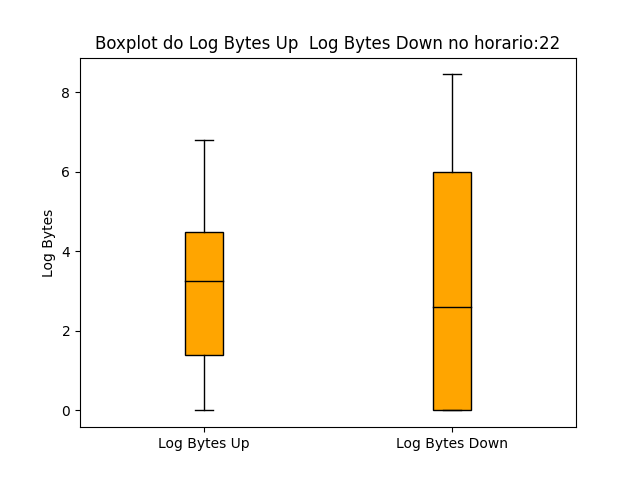 Boxplot do Log Bytes Up  Log Bytes Down no horario:22
Log Bytes
8
6
4
2
0
Log Bytes Up
Log Bytes Down